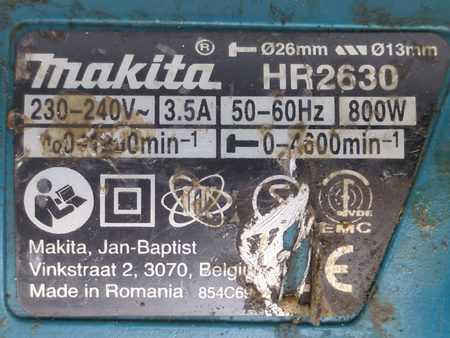 ® Ø26mm Ø13mm
makita HR2630
230-240V~ 3.5A 50-60Hz 800W
min⁻¹ 0-4600min⁻¹
S VDE
EMC
Makita, Jan-Baptist
Vinkstraat 2, 3070,
Made in Romania CE